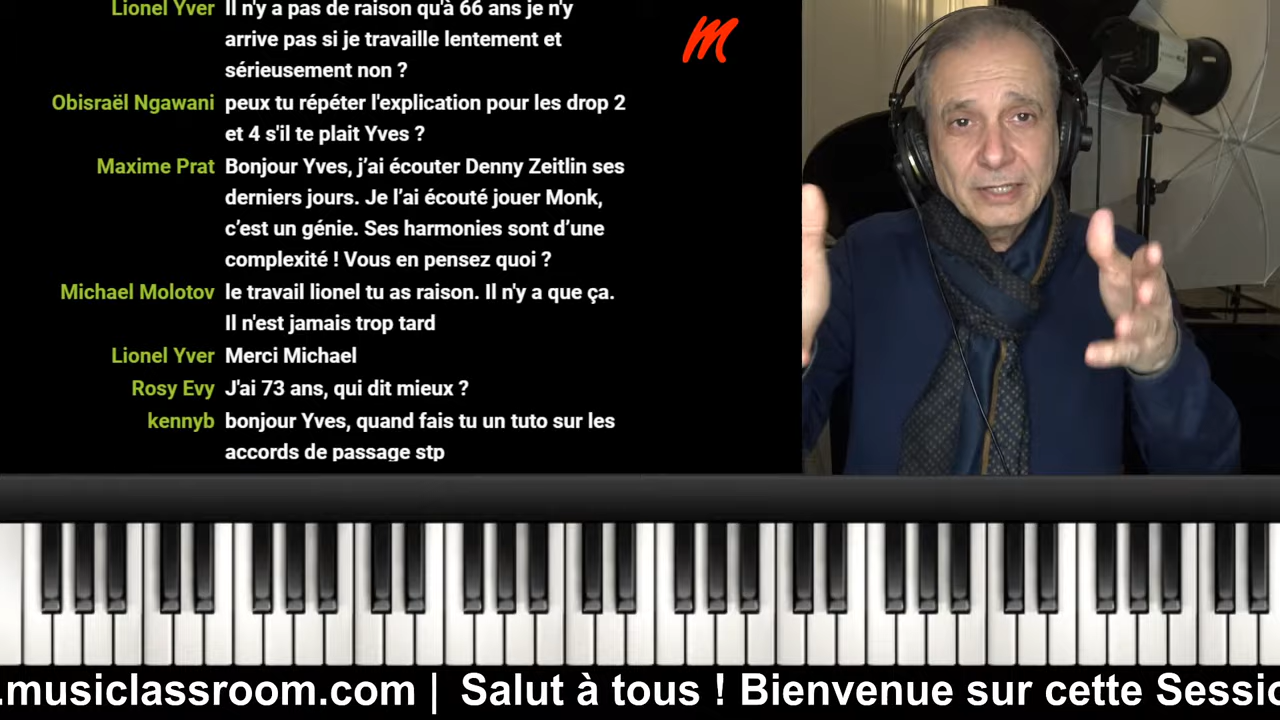 Lionel Yver Il n'y a pas de raison qu'à 66 ans je n'y
arrive pas si je travaille lentement et
sérieusement non ?
Obisraël Ngawani peux tu répéter l'explication pour les drop 2
et 4 s'il te plait Yves ?
Maxime Prat Bonjour Yves, j’ai écouter Denny Zeitlin ses
derniers jours. Je l’ai écouté jouer Monk,
c’est un génie. Ses harmonies sont d’une
complexité ! Vous en pensez quoi ?
Michael Molotov le travail lionel tu as raison. Il n'y a que ça.
Il n'est jamais trop tard
Lionel Yver Merci Michael
Rosy Evy J'ai 73 ans, qui dit mieux ?
kennyb bonjour Yves, quand fais tu un tuto sur les
accords de passage stp
m
.musiclassroom.com | Salut à tous ! Bienvenue sur cette Sessio